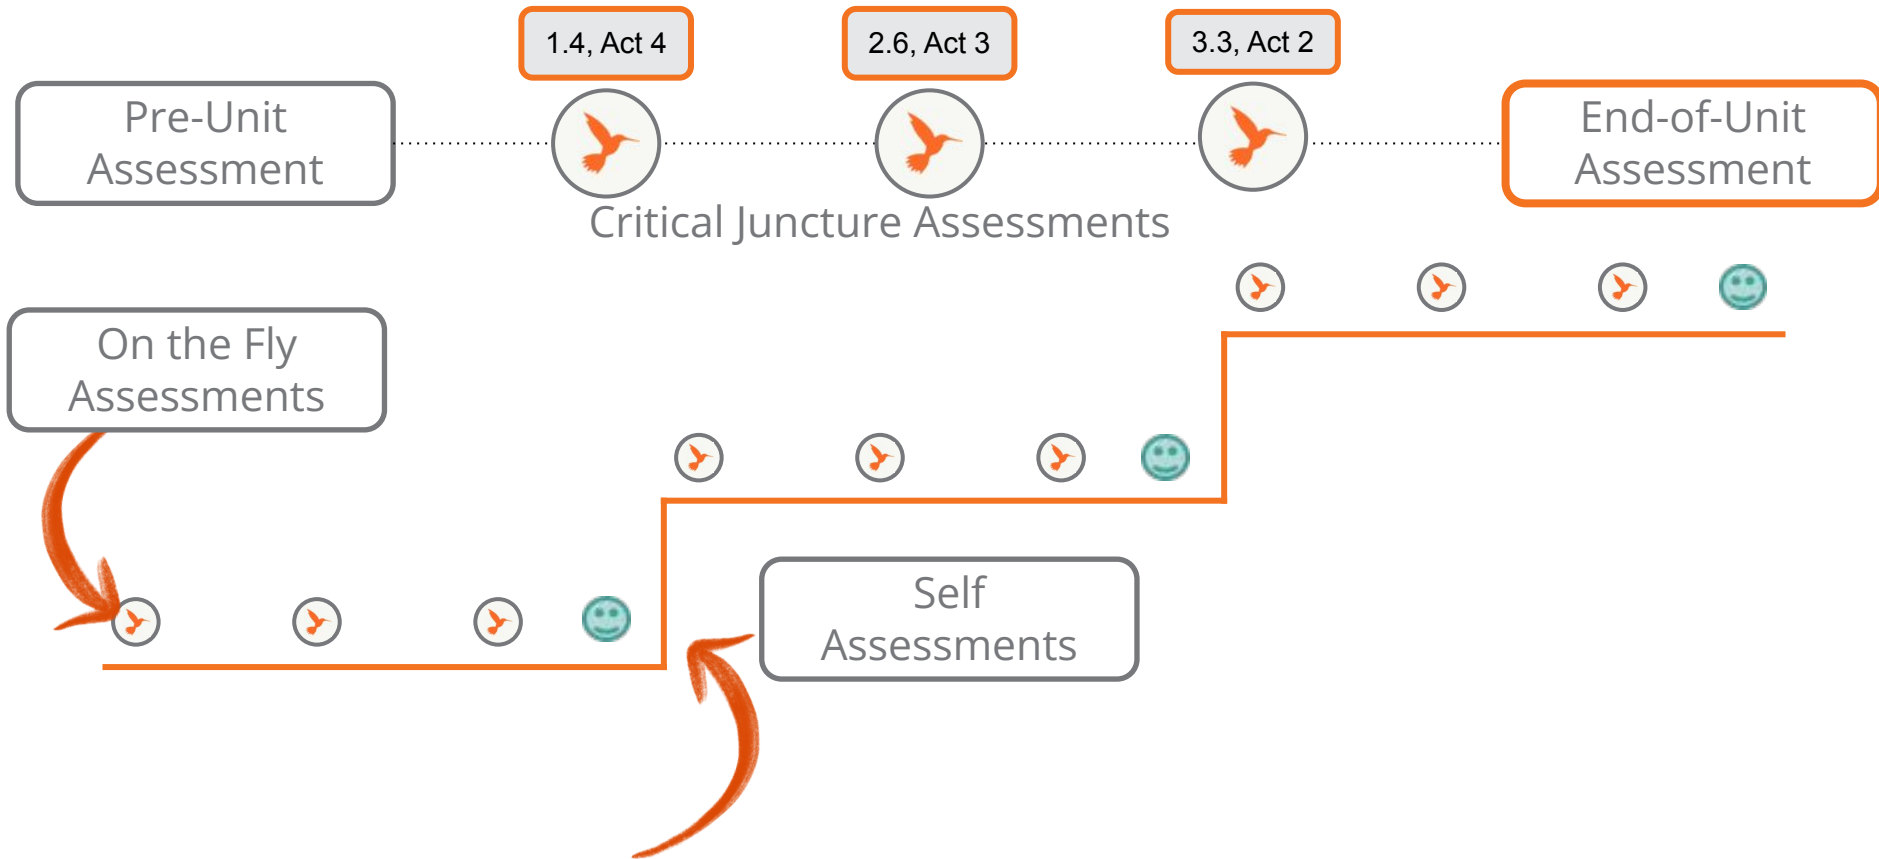 1.4, Act 4
2.6, Act 3
3.3, Act 2
Pre-Unit
Assessment
End-of-Unit
Assessment
Critical Juncture Assessments
On the Fly
Assessments
Self
Assessments